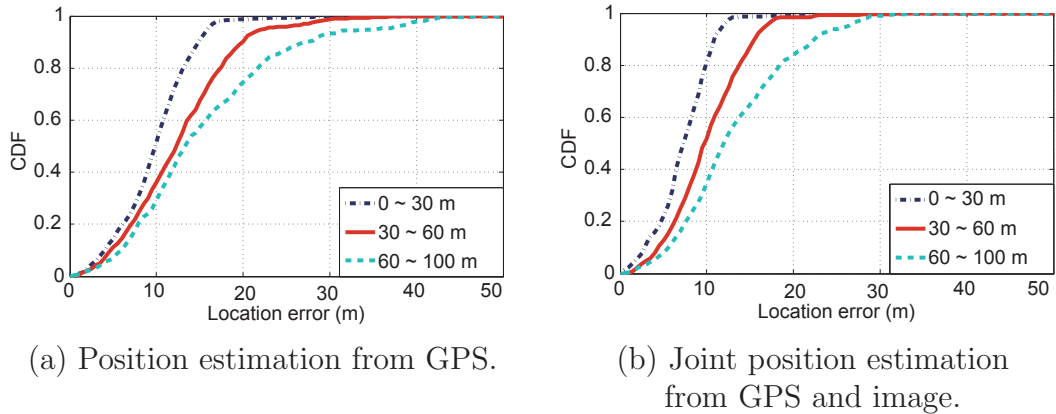 1
0.8
0.6
0.4
0.2
0
CDF
0 10 20 30 40 50
Location error (m)
0 ~ 30 m
30 ~ 60 m
60 ~ 100 m
(a) Position estimation from GPS.
1
0.8
0.6
0.4
0.2
0
CDF
0 10 20 30 40 50
Location error (m)
0 ~ 30 m
30 ~ 60 m
60 ~ 100 m
(b) Joint position estimation
from GPS and image.